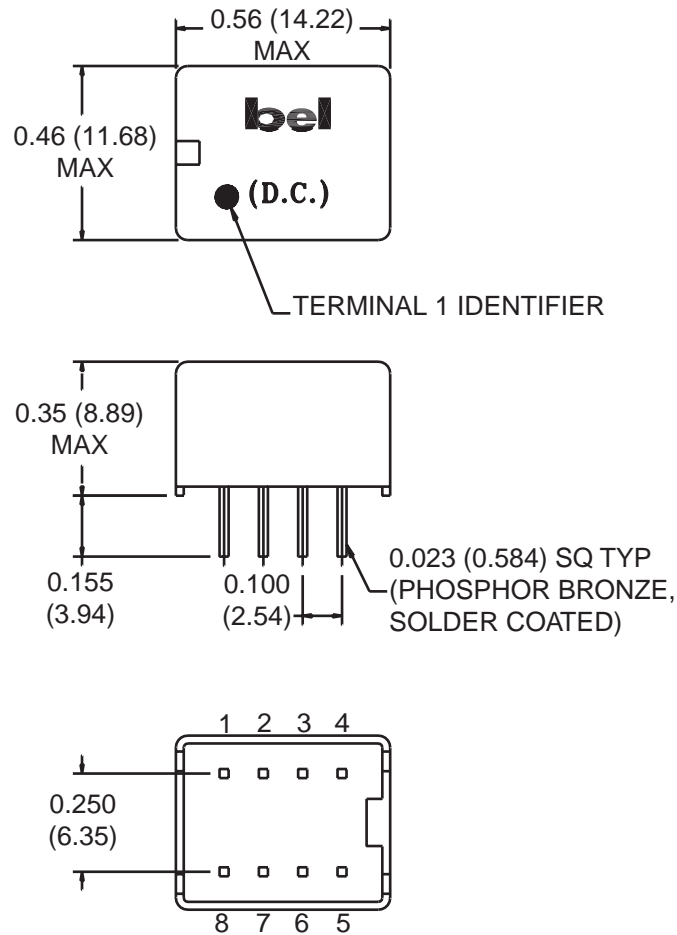 0.56 (14.22)
MAX
bel
0.46 (11.68)
MAX
(D.C.)
TERMINAL 1 IDENTIFIER
0.35 (8.89)
MAX
0.155
(3.94)
0.100
(2.54)
0.023 (0.584) SQ TYP
(PHOSPHOR BRONZE,
SOLDER COATED)
1 2 3 4
0.250
(6.35)
8 7 6 5